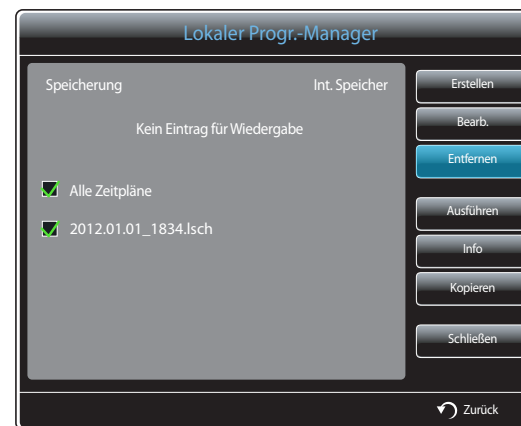 Lokaler Progr.-Manager
Speicherung Int. Speicher
Kein Eintrag für Wiedergabe
Alle Zeitpläne
2012.01.01_1834.lsch
Erstellen
Bearb.
Entfernen
Ausführen
Info
Kopieren
Schließen
Zurück